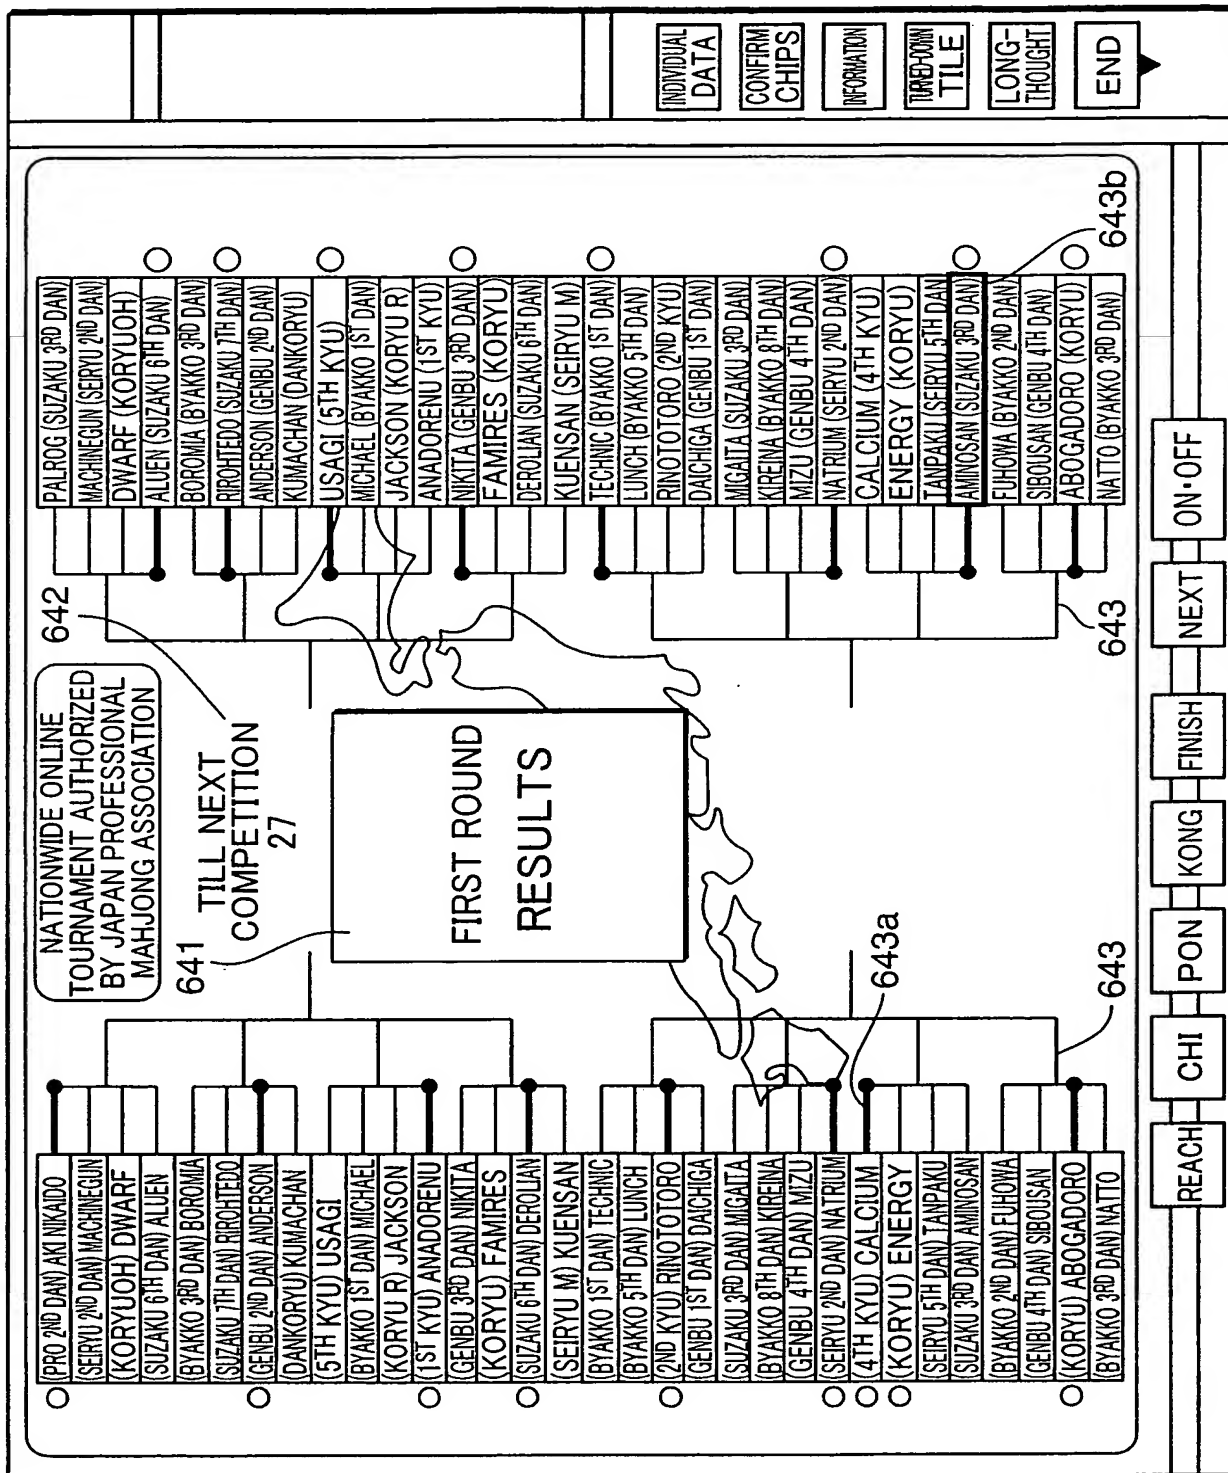 NATIONWIDE ONLINE
TOURNAMENT AUTHORIZED
BY JAPAN PROFESSIONAL
MAHJONG ASSOCIATION
642
TILL NEXT
COMPETITION
27
641
FIRST ROUND
RESULTS
(PRO 2ND DAN) AKI NIKAIDO
(SEIRYU 2ND DAN) MACHINEGUN
(KORYUOH) DWARF
(SUZAKU 6TH DAN) ALUEN
(BYAKKO 3RD DAN) BOROMIA
(SUZAKU 7TH DAN) RIROHTEDO
(GENBU 2ND DAN) ANDERSON
(DANKORYU) KUMACHAN
(5TH KYU) USAGI
(BYAKKO 1ST DAN) MICHAEL
(KORYU R) JACKSON
(1ST KYU) ANADORENU
(GENBU 3RD DAN) NIKITA
(KORYU) FAMIRES
(SUZAKU 6TH DAN) DEROLIAN
(SEIRYU M) KUENSAN
(BYAKKO 1ST DAN) TECHNIC
(BYAKKO 5TH DAN) LUNCH
(2ND KYU) RINOTOTORO
(GENBU 1ST DAN) DAICHIGA
(SUZAKU 3RD DAN) MIGAITA
(BYAKKO 8TH DAN) KIREINA
(GENBU 4TH DAN) MIZU
(SEIRYU 2ND DAN) NATRIUM
(4TH KYU) CALCIUM
(KORYU) ENERGY
(SEIRYU 5TH DAN) TANPAKU
(SUZAKU 3RD DAN) AMINOSAN
(BYAKKO 2ND DAN) FUHOWA
(GENBU 4TH DAN) SIBOUSAN
(KORYU) ABOGADORO
(BYAKKO 3RD DAN) NATTO
643a
643
PALROG (SUZAKU 3RD DAN)
MACHINEGUN (SEIRYU 2ND DAN)
DWARF (KORYUOH)
ALUEN (SUZAKU 6TH DAN)
BOROMIA (BYAKKO 3RD DAN)
RIROHTEDO (SUZAKU 7TH DAN)
ANDERSON (GENBU 2ND DAN)
KUMACHAN (DANKORYU)
USAGI (5TH KYU)
MICHAEL (BYAKKO 1ST DAN)
JACKSON (KORYU R)
ANADORENU (1ST KYU)
NIKITA (GENBU 3RD DAN)
FAMIRES (KORYU)
DEROLIAN (SUZAKU 6TH DAN)
KUENSAN (SEIRYU M)
TECHNIC (BYAKKO 1ST DAN)
LUNCH (BYAKKO 5TH DAN)
RINOTOTORO (2ND KYU)
DAICHIGA (GENBU 1ST DAN)
MIGAITA (SUZAKU 3RD DAN)
KIREINA (BYAKKO 8TH DAN)
MIZU (GENBU 4TH DAN)
NATRIUM (SEIRYU 2ND DAN)
CALCIUM (4TH KYU)
ENERGY (KORYU)
TANPAKU (SEIRYU 5TH DAN
AMINOSAN (SUZAKU 3RD DAN)
FUHOWA (BYAKKO 2ND DAN)
SIBOUSAN (GENBU 4TH DAN)
ABOGADORO (KORYU)
NATTO (BYAKKO 3RD DAN)
643
643b
INDIVIDUAL
DATA
CONFIRM
CHIPS
INFORMATION
TURNED-DOWN
TILE
LONG-
THOUGHT
END
REACH
CHI
PON
KONG
FINISH
NEXT
ON・OFF